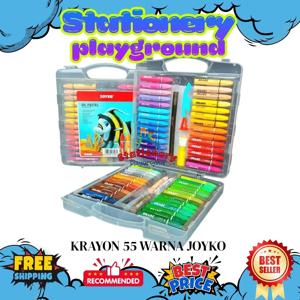 Stationery
playground
JOYKO
OIL PASTEL
KRAYON 55 WARNA JOYKO
FREE
SHIPPING
RECOMMENDED
BEST
PRICE
BEST
SELLER